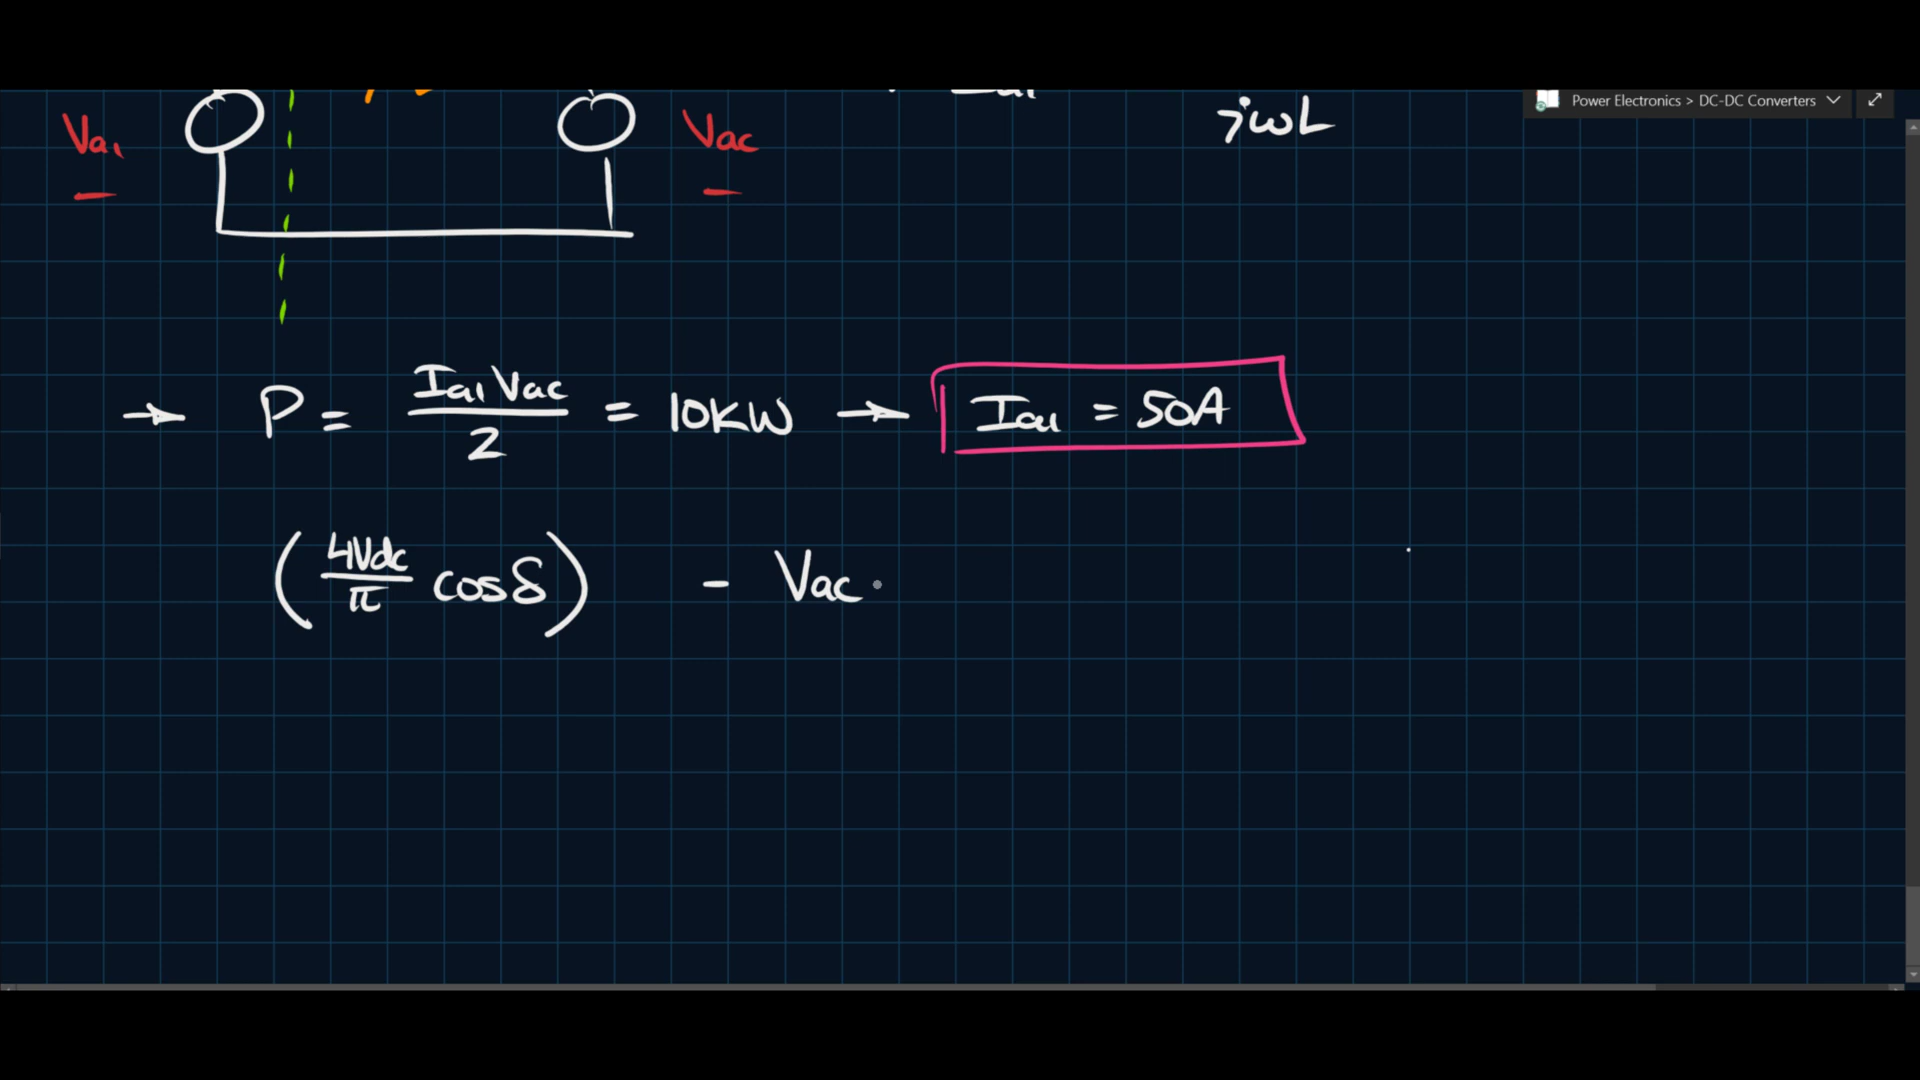 Power Electronics > DC-DC Converters
Va1
Vac
jωL
→ P = Ia1 Vac / 2 = 10KW → Ia1 = 50A
(4Vdc/π cosδ) - Vac